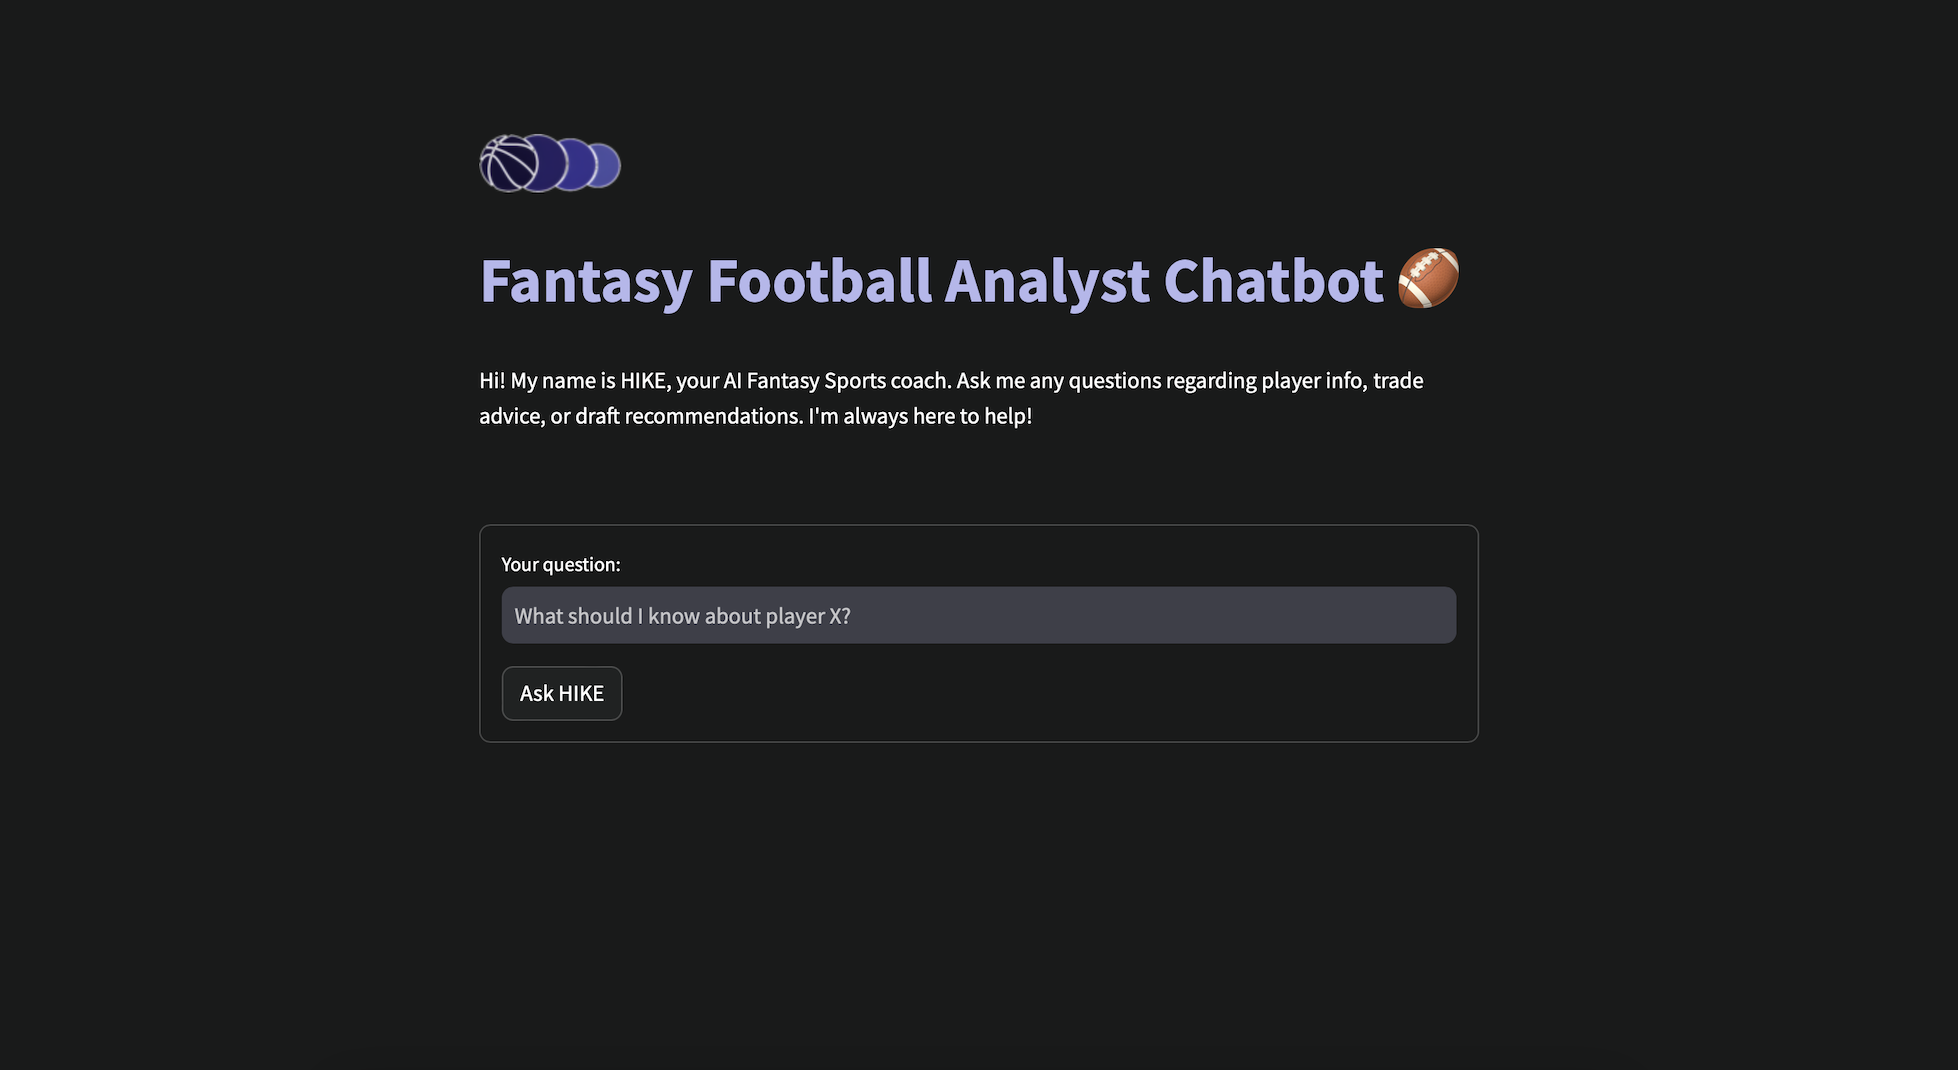 Fantasy Football Analyst Chatbot 🏈
Hi! My name is HIKE, your AI Fantasy Sports coach. Ask me any questions regarding player info, trade
advice, or draft recommendations. I'm always here to help!
Your question:
What should I know about player X?
Ask HIKE